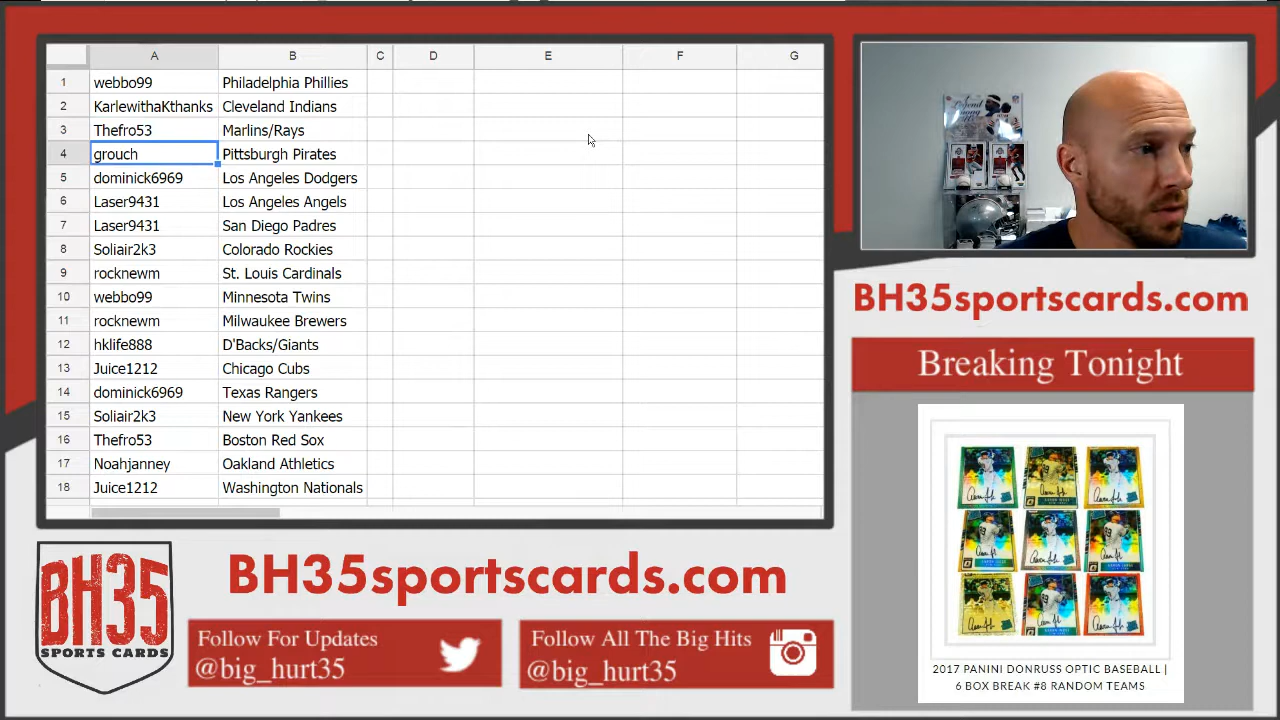 A B C D E F G
1 webbo99 Philadelphia Phillies
2 KarlewithaKthanks Cleveland Indians
3 Thefro53 Marlins/Rays
4 grouch Pittsburgh Pirates
5 dominick6969 Los Angeles Dodgers
6 Laser9431 Los Angeles Angels
7 Laser9431 San Diego Padres
8 Soliair2k3 Colorado Rockies
9 rocknewm St. Louis Cardinals
10 webbo99 Minnesota Twins
11 rocknewm Milwaukee Brewers
12 hklife888 D'Backs/Giants
13 Juice1212 Chicago Cubs
14 dominick6969 Texas Rangers
15 Soliair2k3 New York Yankees
16 Thefro53 Boston Red Sox
17 Noahjanney Oakland Athletics
18 Juice1212 Washington Nationals
BH35sportscards.com
Breaking Tonight
2017 PANINI DONRUSS OPTIC BASEBALL |
6 BOX BREAK #8 RANDOM TEAMS
BH35
SPORTS CARDS
BH35sportscards.com
Follow For Updates
@big_hurt35
Follow All The Big Hits
@big_hurt35